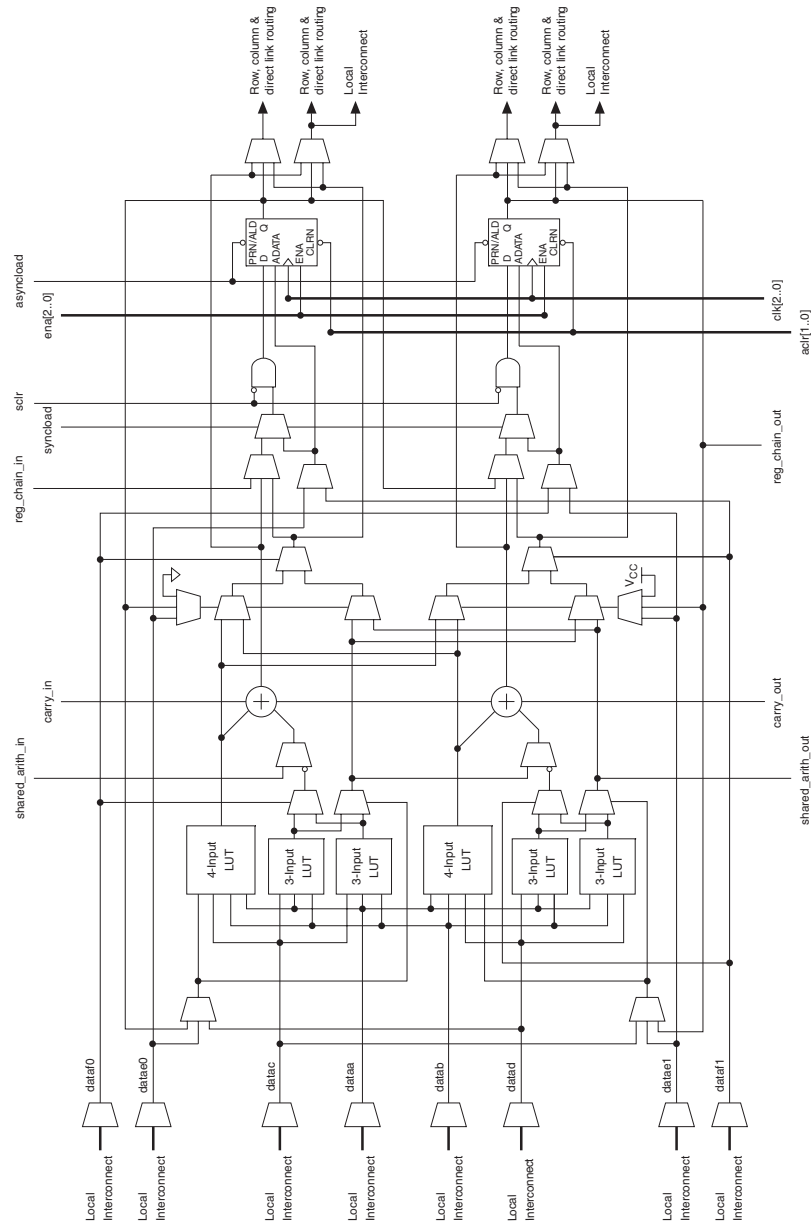 Row, column &
direct link routing
Row, column &
direct link routing
Local
Interconnect
Row, column &
direct link routing
Row, column &
direct link routing
Local
Interconnect
PRN/ALD
D Q
ADATA
ENA
CLRN
PRN/ALD
D Q
ADATA
ENA
CLRN
asyncload
ena[2..0]
sclr
syncload
reg_chain_in
carry_in
shared_arith_in
clk[2..0]
aclr[1..0]
reg_chain_out
carry_out
shared_arith_out
VCC
+
+
4-Input
LUT
3-Input
LUT
3-Input
LUT
4-Input
LUT
3-Input
LUT
3-Input
LUT
dataf0
datae0
datac
dataa
datab
datad
datae1
dataf1
Local
Interconnect
Local
Interconnect
Local
Interconnect
Local
Interconnect
Local
Interconnect
Local
Interconnect
Local
Interconnect
Local
Interconnect